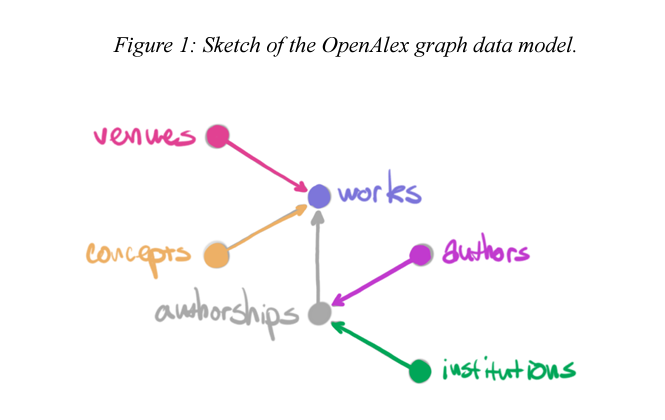 Figure 1: Sketch of the OpenAlex graph data model.
venues
works
concepts
authors
authorships
institutions